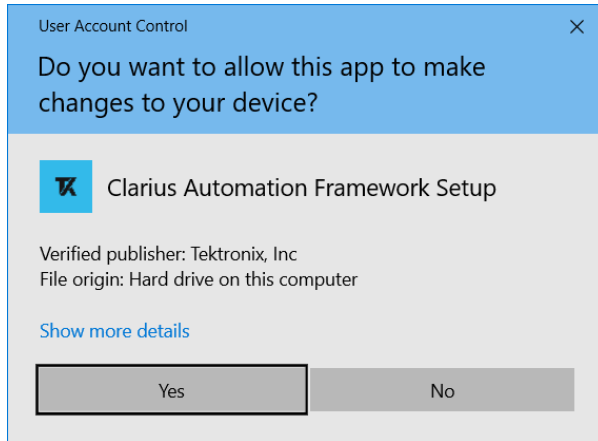 User Account Control
Do you want to allow this app to make
changes to your device?
TK
Clarius Automation Framework Setup
Verified publisher: Tektronix, Inc
File origin: Hard drive on this computer
Show more details
Yes
No